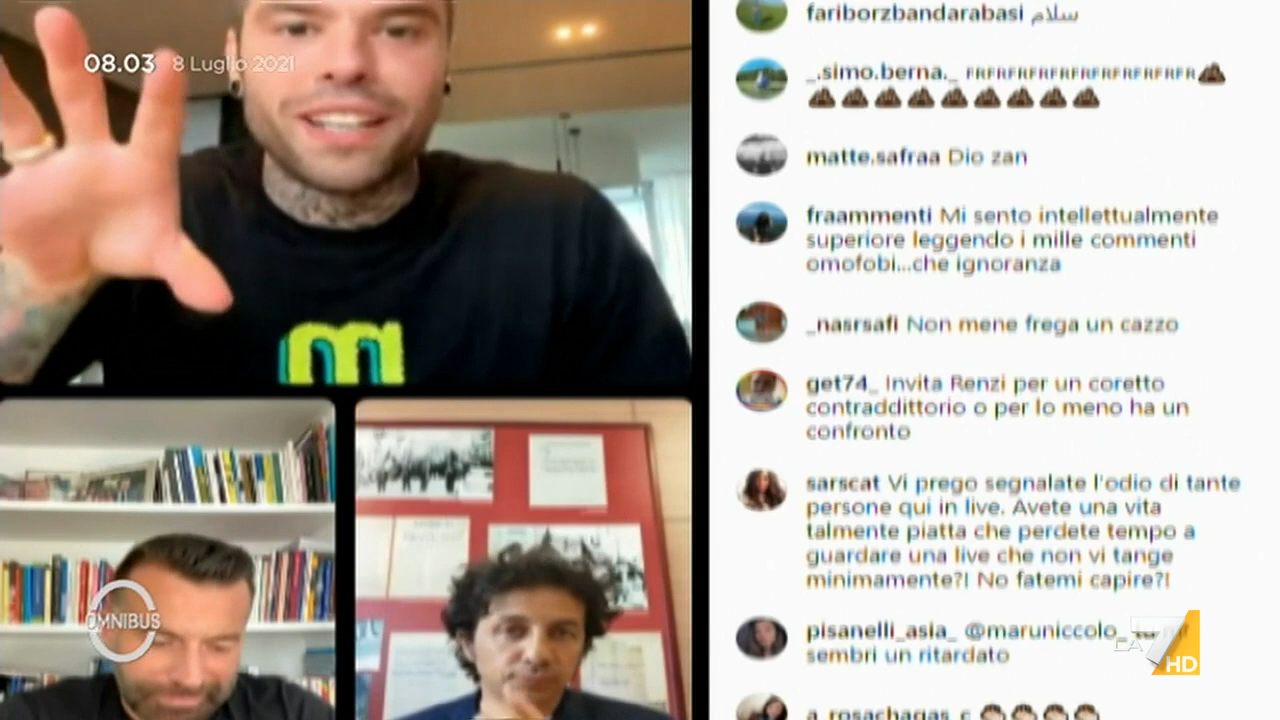 08.03 8 Luglio 2021
m
OMNIBUS
fariborzbandarabasi سلام
_.simo.berna._ FRFRFRFRFRFRFRFRFRFRFR💩
💩💩💩💩💩💩💩💩💩
matte.safraa Dio zan
fraammenti Mi sento intellettualmente
superiore leggendo i mille commenti
omofobi...che ignoranza
_nasrsafi Non mene frega un cazzo
get74_ Invita Renzi per un coretto
contraddittorio o per lo meno ha un
confronto
sarscat Vi prego segnalate l'odio di tante
persone qui in live. Avete una vita
talmente piatta che perdete tempo a
guardare una live che non vi tange
minimamente?! No fatemi capire?!
pisanelli_asia_ @maruniccolo_
sembri un ritardato
LA7 HD
a_rosachagas_c